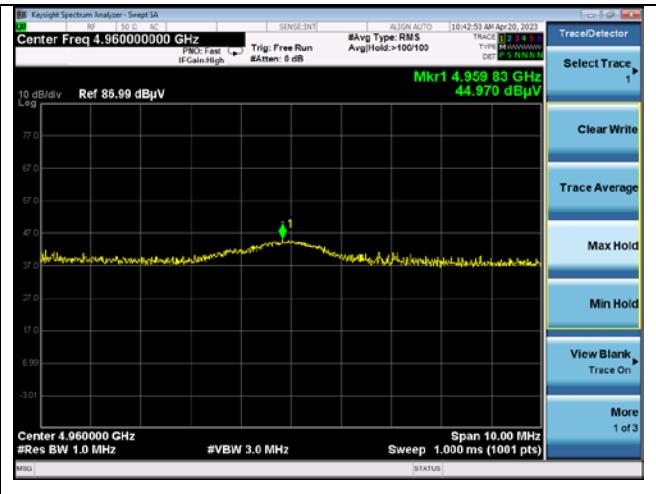 Keysight Spectrum Analyzer - Swept SA
RF 50 Ω AC SENSE:INT ALIGN AUTO 10:42:53 AM Apr 20, 2023
Center Freq 4.960000000 GHz
PNO: Fast
IFGain:High
Trig: Free Run
#Atten: 0 dB
#Avg Type: RMS
Avg|Hold:>100/100
TRACE 1 2 3 4 5 6
TYPE M W W W W W
DET P S N N N N
Mkr1 4.959 83 GHz
44.970 dBµV
10 dB/div Ref 86.99 dBµV
Log
77.0
67.0
57.0
47.0
37.0
27.0
17.0
6.99
-3.01
1
Center 4.960000 GHz Span 10.00 MHz
#Res BW 1.0 MHz #VBW 3.0 MHz Sweep 1.000 ms (1001 pts)
MSG STATUS
Trace/Detector
Select Trace
1
Clear Write
Trace Average
Max Hold
Min Hold
View Blank
Trace On
More
1 of 3